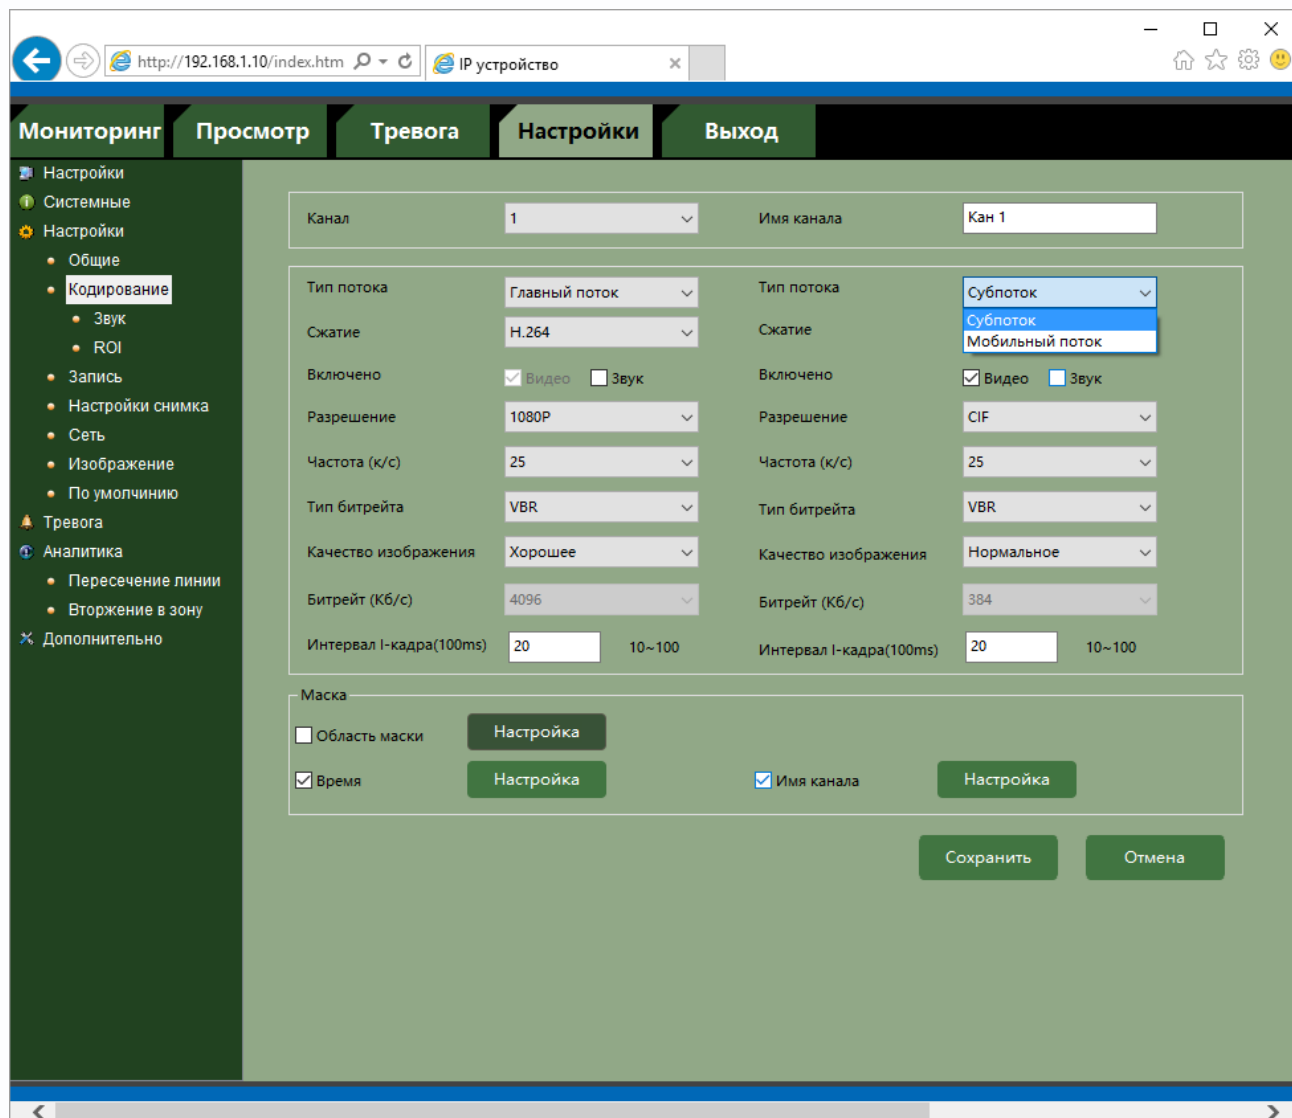 http://192.168.1.10/index.htm IP устройство
Мониторинг Просмотр Тревога Настройки Выход
Настройки
Системные
Настройки
Общие
Кодирование
Звук
ROI
Запись
Настройки снимка
Сеть
Изображение
По умолчинию
Тревога
Аналитика
Пересечение линии
Вторжение в зону
Дополнительно
Канал 1 Имя канала Кан 1
Тип потока Главный поток Тип потока Субпоток
Субпоток
Мобильный поток
Сжатие H.264 Сжатие
Включено Видео Звук Включено Видео Звук
Разрешение 1080P Разрешение CIF
Частота (к/с) 25 Частота (к/с) 25
Тип битрейта VBR Тип битрейта VBR
Качество изображения Хорошее Качество изображения Нормальное
Битрейт (Кб/с) 4096 Битрейт (Кб/с) 384
Интервал I-кадра(100ms) 20 10~100 Интервал I-кадра(100ms) 20 10~100
Маска
Область маски Настройка
Время Настройка Имя канала Настройка
Сохранить Отмена